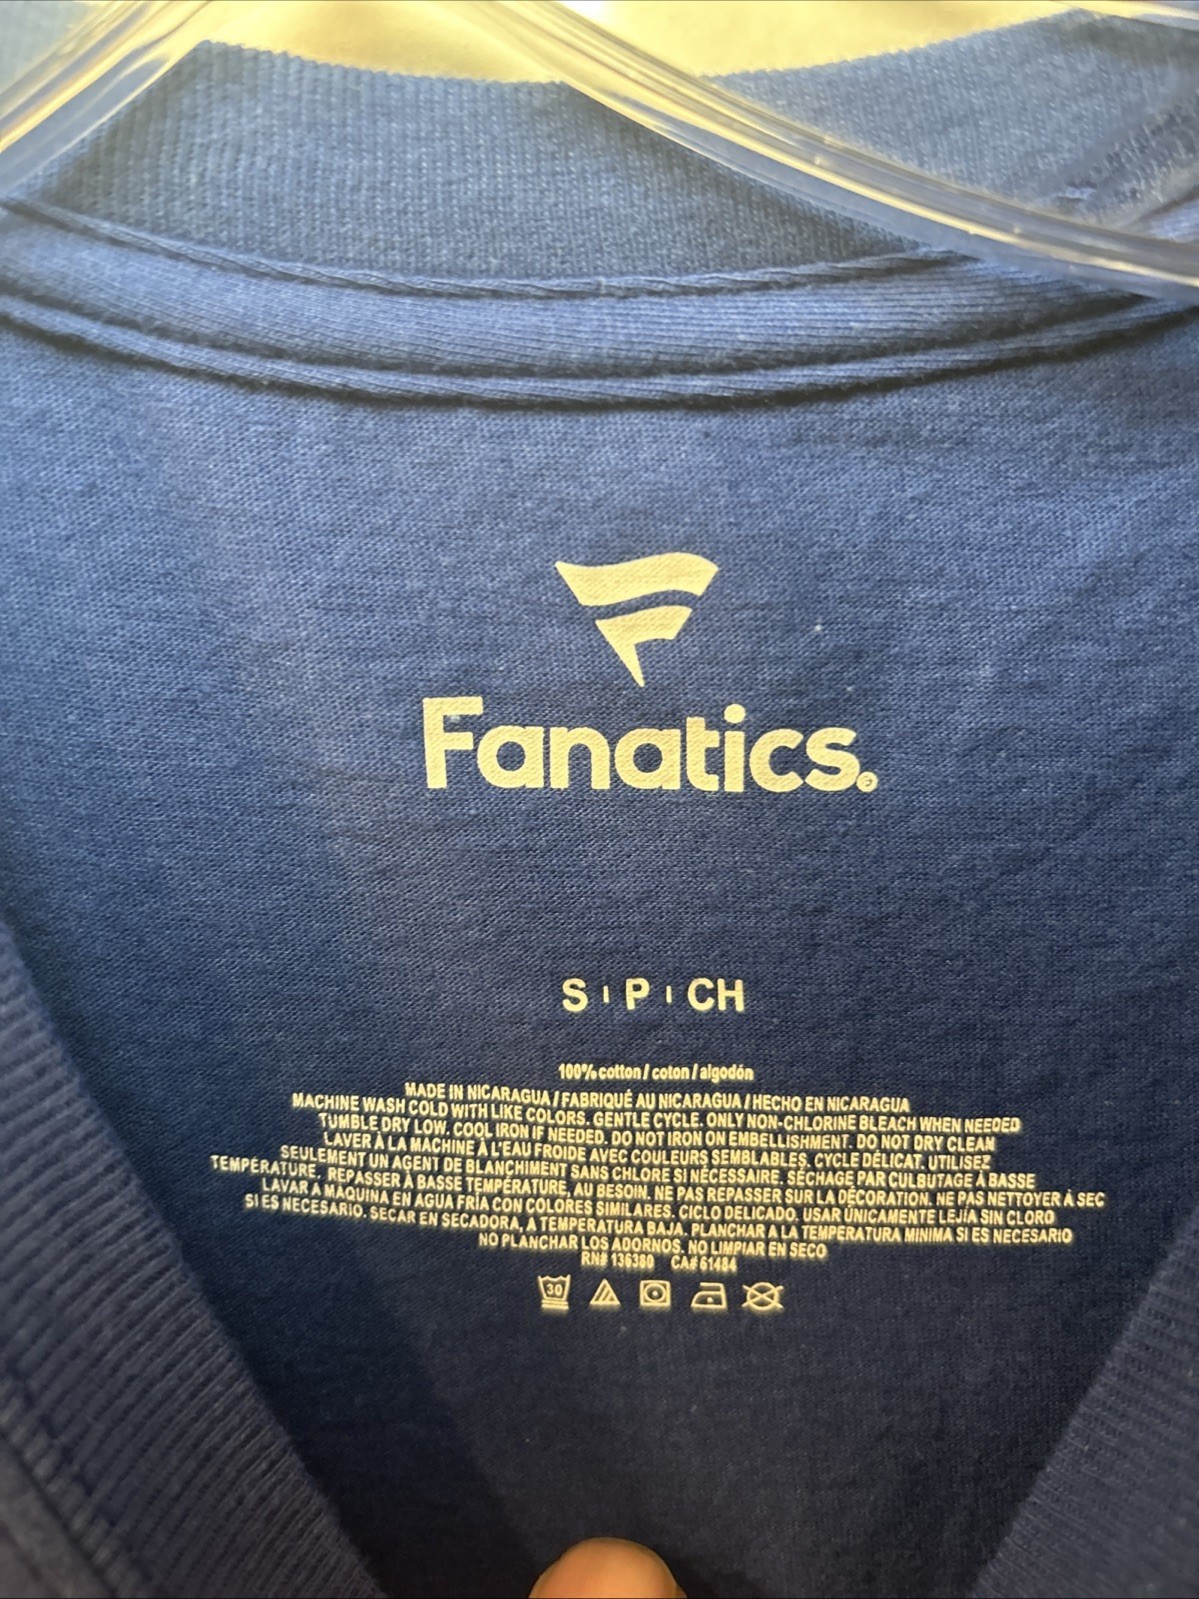 Fanatics®
S | P | CH
100% cotton / coton / algodón
MADE IN NICARAGUA / FABRIQUÉ AU NICARAGUA / HECHO EN NICARAGUA
MACHINE WASH COLD WITH LIKE COLORS. GENTLE CYCLE. ONLY NON-CHLORINE BLEACH WHEN NEEDED
TUMBLE DRY LOW. COOL IRON IF NEEDED. DO NOT IRON ON EMBELLISHMENT. DO NOT DRY CLEAN
LAVER À LA MACHINE À L'EAU FROIDE AVEC COULEURS SEMBLABLES. CYCLE DÉLICAT. UTILISEZ
SEULEMENT UN AGENT DE BLANCHIMENT SANS CHLORE SI NÉCESSAIRE. SÉCHAGE PAR CULBUTAGE À BASSE
TEMPÉRATURE, REPASSER À BASSE TEMPÉRATURE, AU BESOIN. NE PAS REPASSER SUR LA DÉCORATION. NE PAS NETTOYER À SEC
LAVAR A MAQUINA EN AGUA FRÍA CON COLORES SIMILARES. CICLO DELICADO. USAR ÚNICAMENTE LEJÍA SIN CLORO
SI ES NECESARIO. SECAR EN SECADORA, A TEMPERATURA BAJA. PLANCHAR A LA TEMPERATURA MINIMA SI ES NECESARIO
NO PLANCHAR LOS ADORNOS. NO LIMPIAR EN SECO
RN# 136380 CA# 61484
30